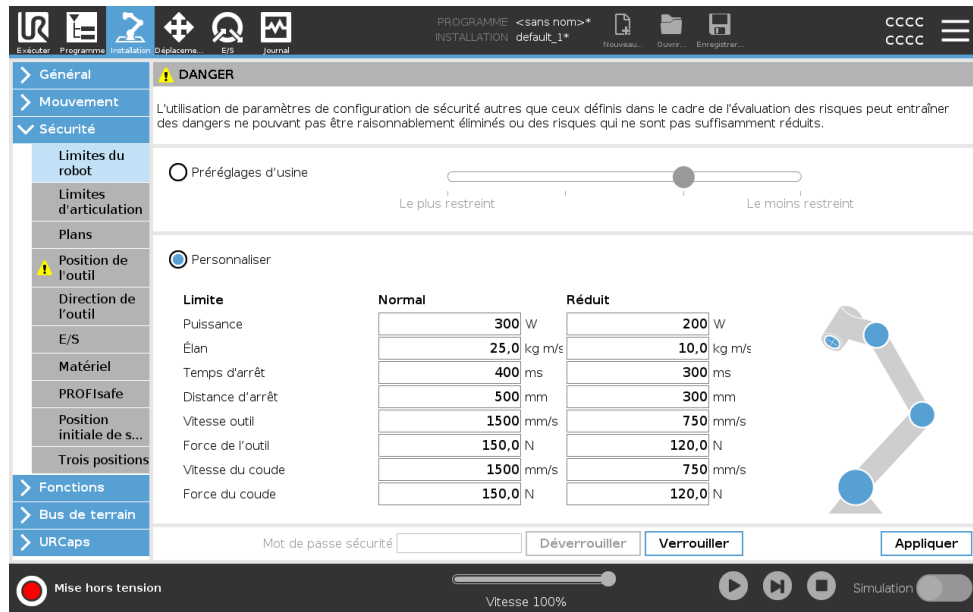 UR
Exécuter
Programme
Installation
Déplaceme...
E/S
Journal
PROGRAMME <sans nom>*
INSTALLATION default_1*
Nouveau...
Ouvrir...
Enregistrer...
CCCC
CCCC
Général
Mouvement
Sécurité
Limites du
robot
Limites
d'articulation
Plans
Position de
l'outil
Direction de
l'outil
E/S
Matériel
PROFIsafe
Position
initiale de s...
Trois positions
Fonctions
Bus de terrain
URCaps
DANGER
L'utilisation de paramètres de configuration de sécurité autres que ceux définis dans le cadre de l'évaluation des risques peut entraîner
des dangers ne pouvant pas être raisonnablement éliminés ou des risques qui ne sont pas suffisamment réduits.
Préréglages d'usine
Le plus restreint
Le moins restreint
Personnaliser
Limite Normal Réduit
Puissance 300 W 200 W
Élan 25,0 kg m/s 10,0 kg m/s
Temps d'arrêt 400 ms 300 ms
Distance d'arrêt 500 mm 300 mm
Vitesse outil 1500 mm/s 750 mm/s
Force de l'outil 150,0 N 120,0 N
Vitesse du coude 1500 mm/s 750 mm/s
Force du coude 150,0 N 120,0 N
Mot de passe sécurité
Déverrouiller
Verrouiller
Appliquer
Mise hors tension
Vitesse 100%
Simulation